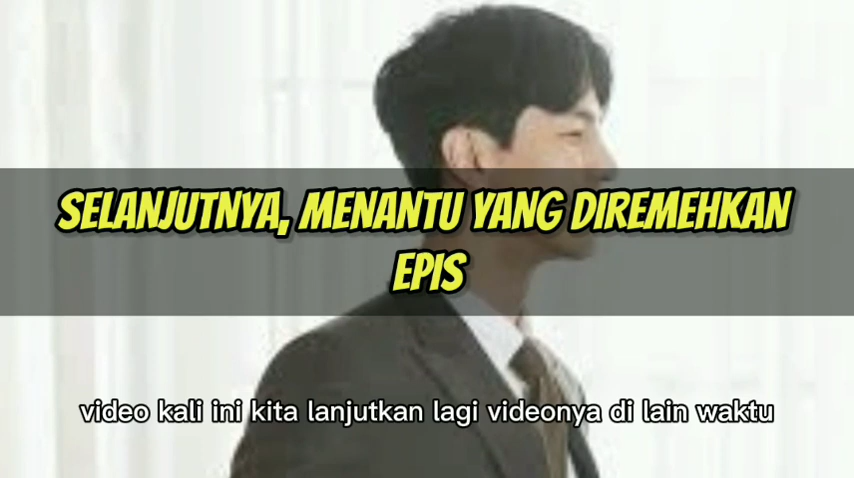 SELANJUTNYA, MENANTU YANG DIREMEHKAN
EPIS
video kali ini kita lanjutkan lagi videonya di lain waktu